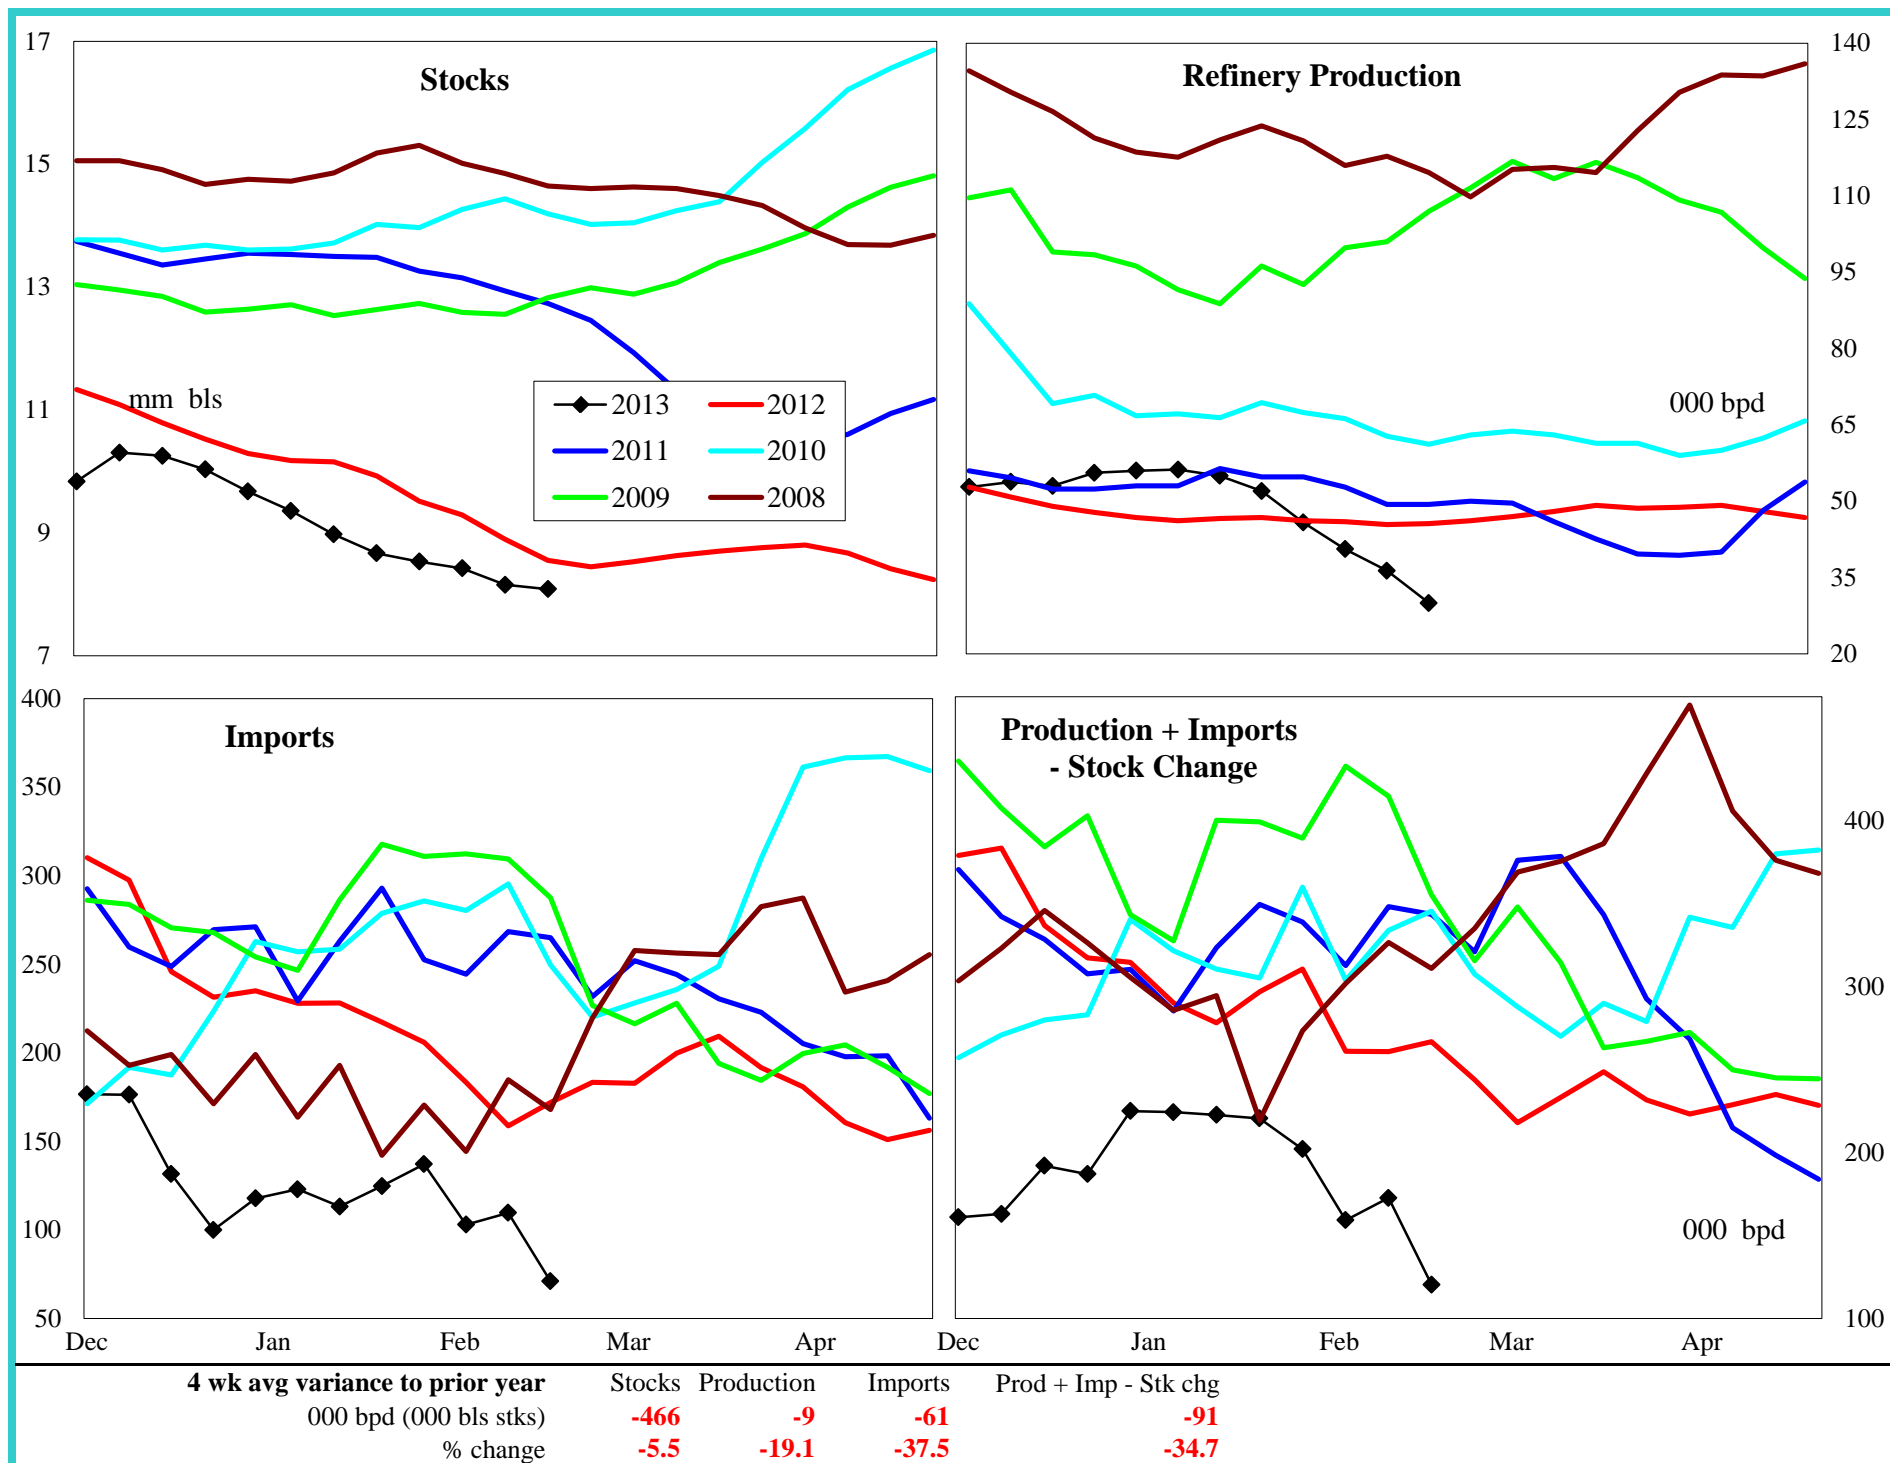 Stocks
17
15
13
11
9
7
mm bls
2013 2012
2011 2010
2009 2008
Refinery Production
140
125
110
95
80
65
50
35
20
000 bpd
Imports
400
350
300
250
200
150
100
50
Dec Jan Feb Mar Apr
Production + Imports
- Stock Change
400
300
200
100
000 bpd
Dec Jan Feb Mar Apr
4 wk avg variance to prior year Stocks Production Imports Prod + Imp - Stk chg
000 bpd (000 bls stks) -466 -9 -61 -91
% change -5.5 -19.1 -37.5 -34.7